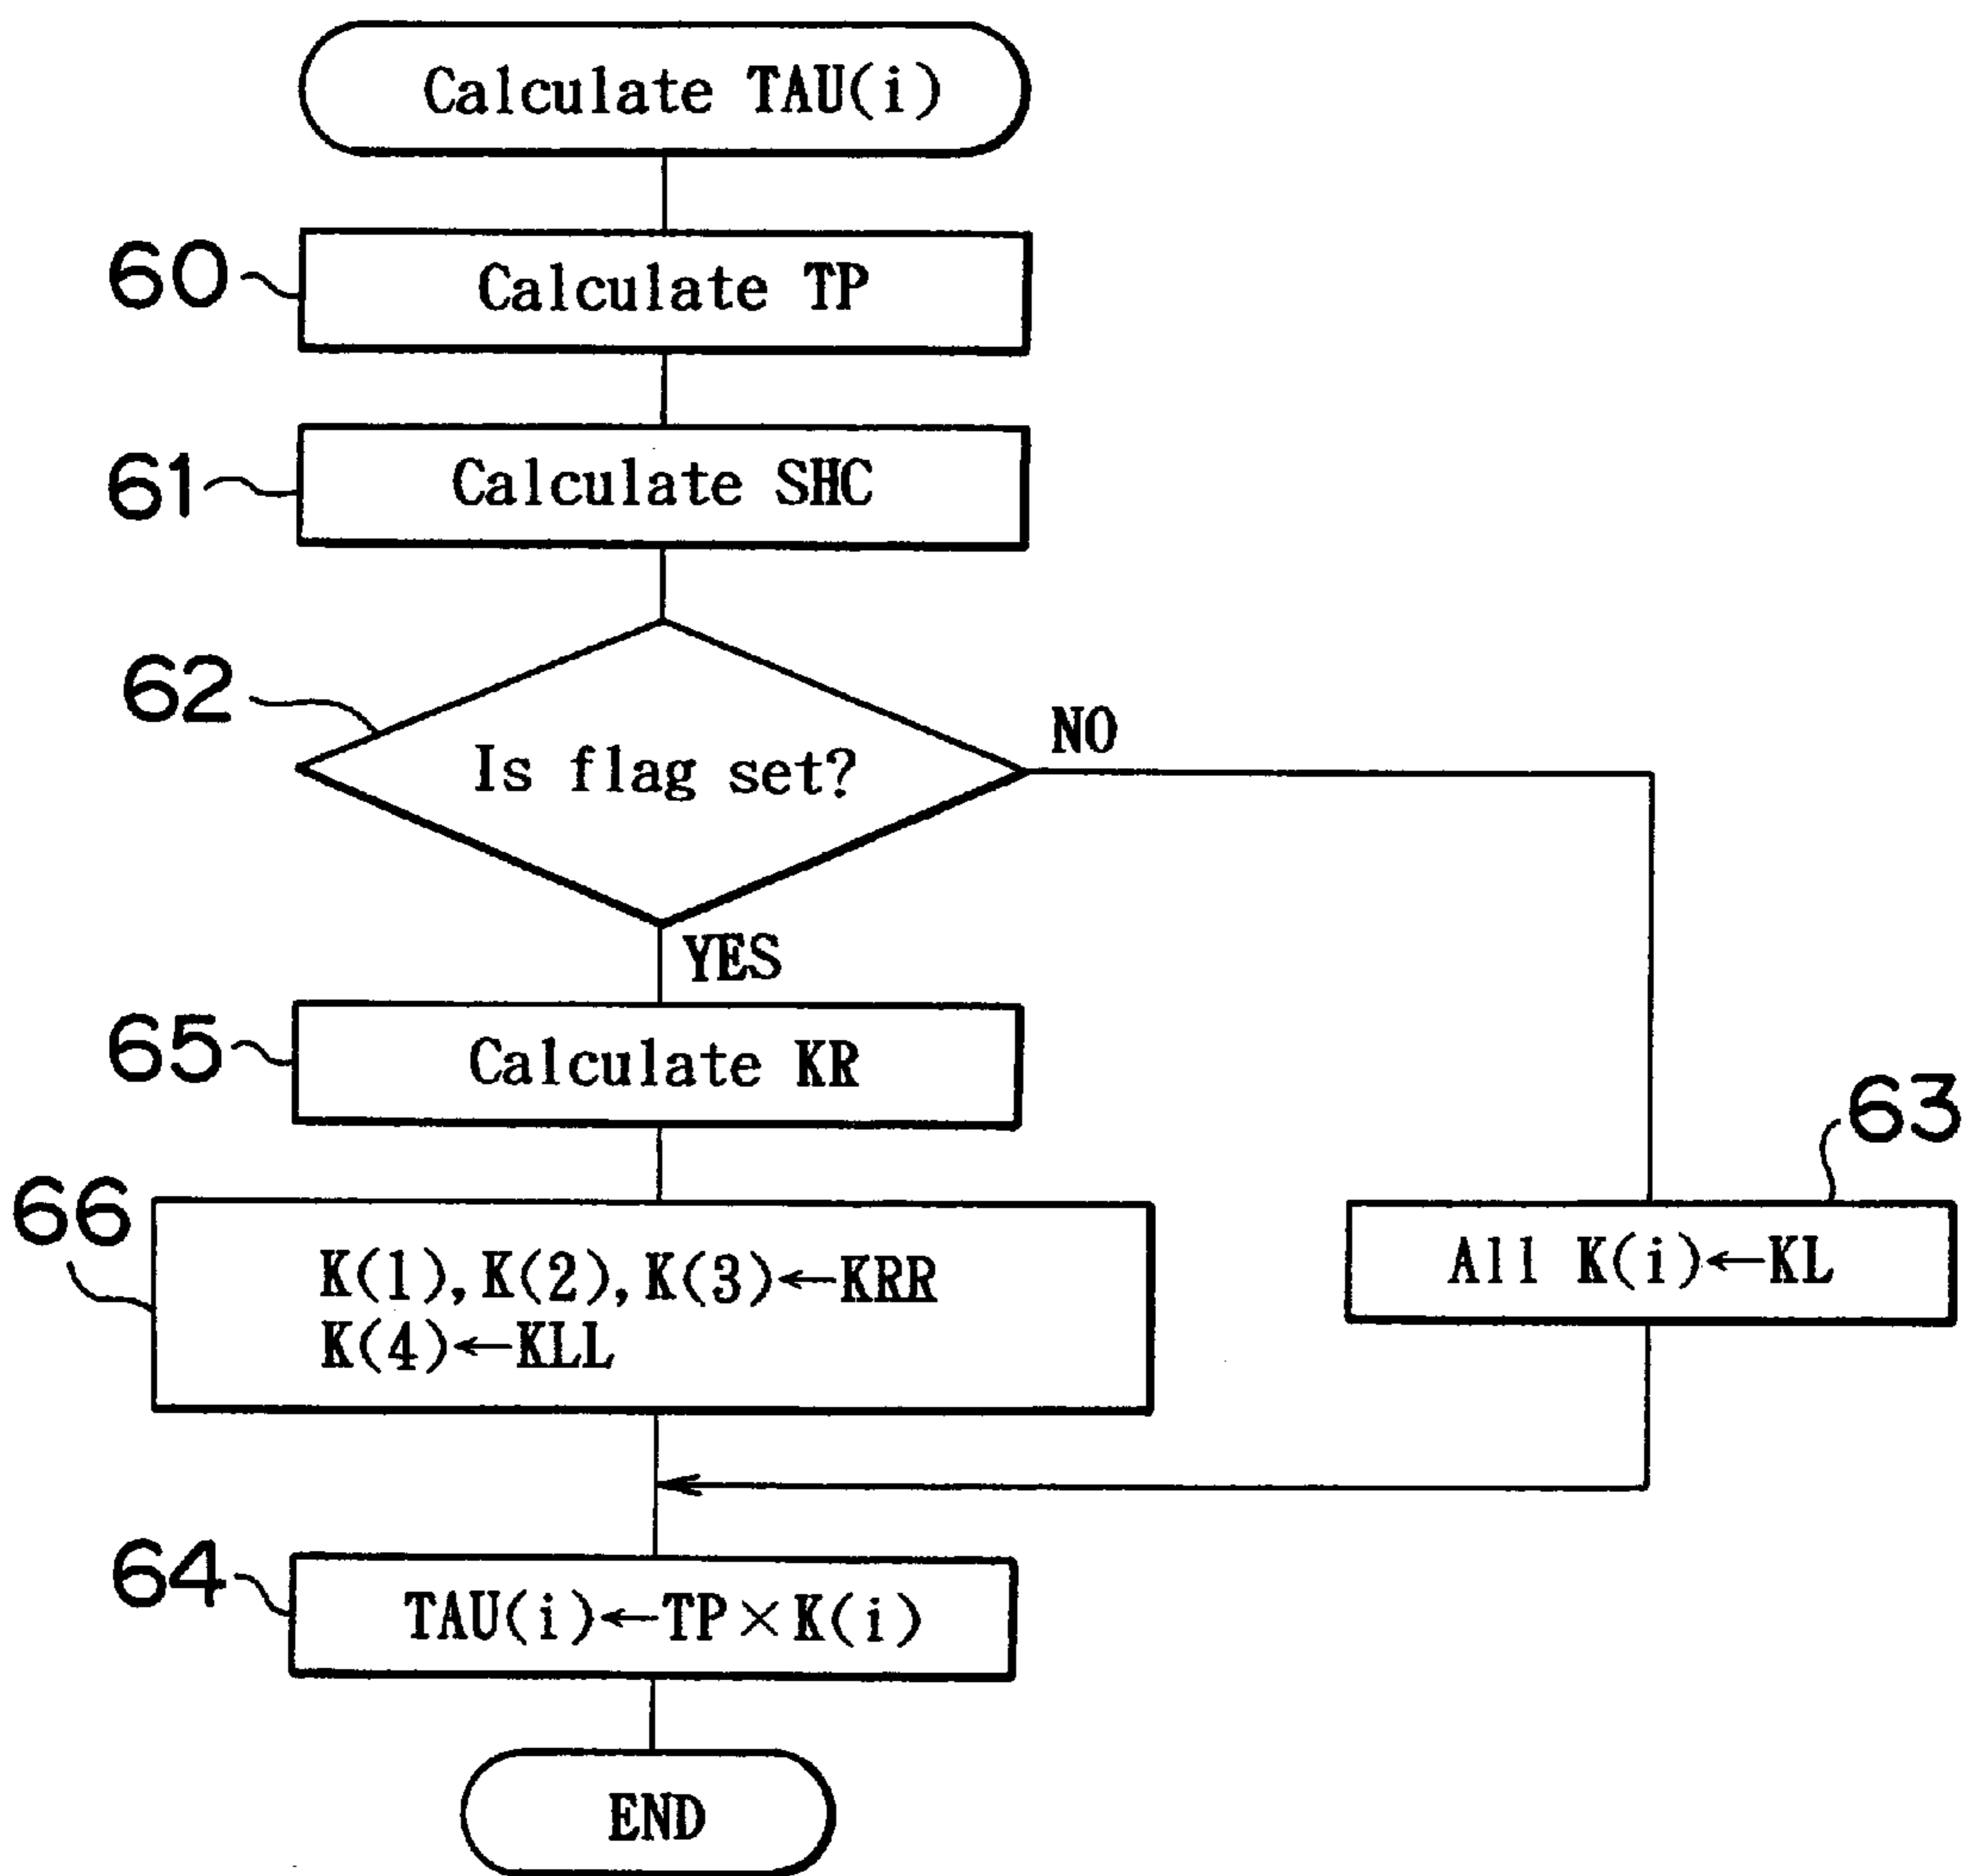 Calculate TAU(i)
60
Calculate TP
61
Calculate SHC
62
Is flag set?
NO
YES
65
Calculate KR
63
66
K(1), K(2), K(3)←KRR
K(4)←KLL
All K(i)←KL
64
TAU(i)←TP×K(i)
END